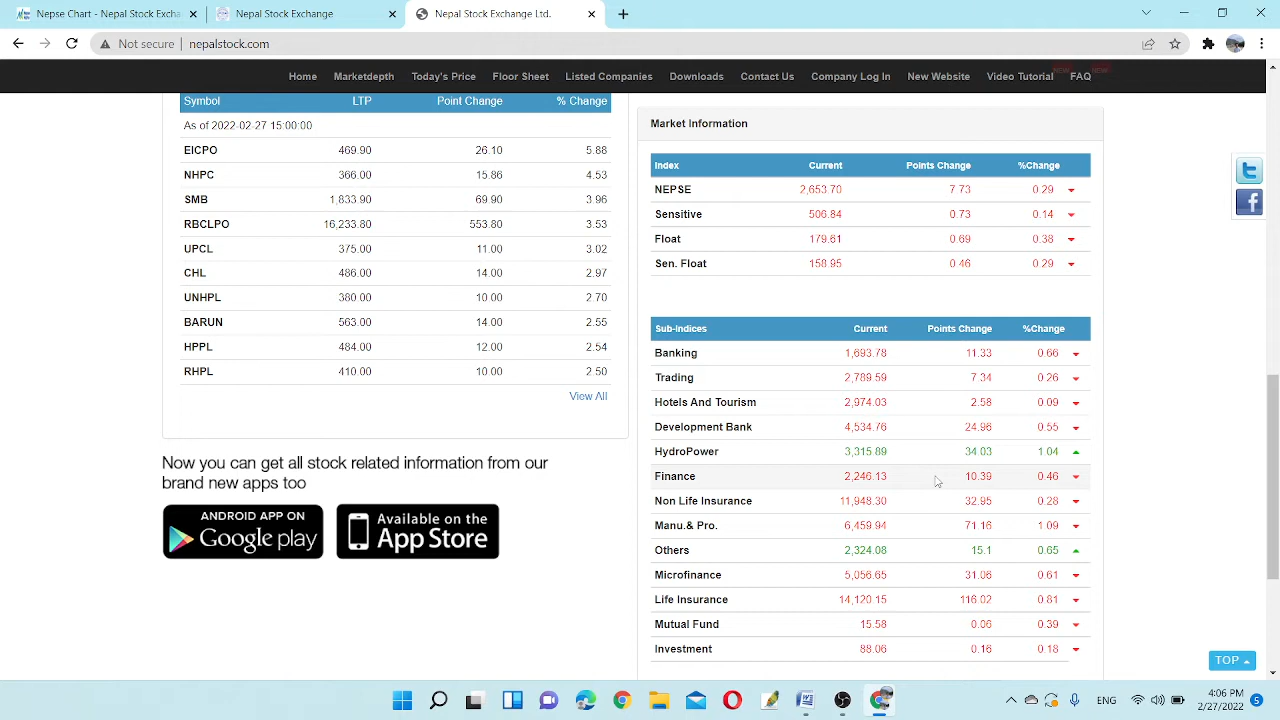 Nepse Chart - Nepse Stock Exchan
Nepal Stock Exchange
Nepal Stock Exchange Ltd.
Not secure | nepalstock.com
Home Marketdepth Today's Price Floor Sheet Listed Companies Downloads Contact Us Company Log In New Website Video Tutorial NEW FAQ NEW
Symbol LTP Point Change % Change
As of 2022-02-27 15:00:00
EICPO 469.90 26.10 5.88
NHPC 366.00 15.86 4.53
SMB 1,833.90 69.90 3.96
RBCLPO 16,233.80 553.80 3.53
UPCL 375.00 11.00 3.02
CHL 486.00 14.00 2.97
UNHPL 380.00 10.00 2.70
BARUN 563.00 14.00 2.55
HPPL 484.00 12.00 2.54
RHPL 410.00 10.00 2.50
View All
Now you can get all stock related information from our
brand new apps too
ANDROID APP ON
Google play
Available on the
App Store
Market Information
Index Current Points Change %Change
NEPSE 2,653.70 7.73 0.29
Sensitive 506.84 0.73 0.14
Float 179.61 0.69 0.38
Sen. Float 158.95 0.46 0.29
Sub-Indices Current Points Change %Change
Banking 1,693.78 11.33 0.66
Trading 2,789.59 7.34 0.26
Hotels And Tourism 2,974.03 2.58 0.09
Development Bank 4,534.76 24.96 0.55
HydroPower 3,315.89 34.03 1.04
Finance 2,246.13 10.39 0.46
Non Life Insurance 11,948.30 32.95 0.28
Manu.& Pro. 6,459.94 71.16 1.09
Others 2,324.08 15.1 0.65
Microfinance 5,056.65 31.06 0.61
Life Insurance 14,120.15 116.02 0.81
Mutual Fund 15.58 0.06 0.39
Investment 88.06 0.16 0.18
TOP
ENG
4:06 PM
2/27/2022
5